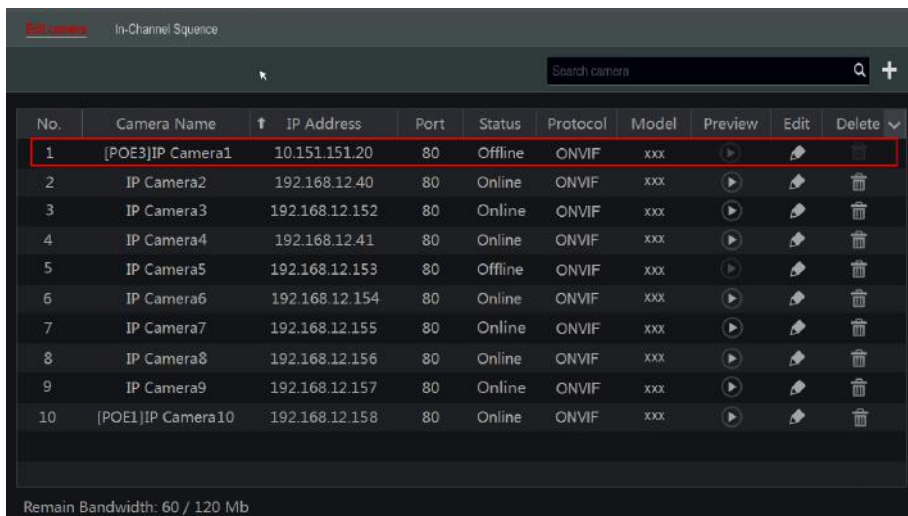 Edit camera In-Channel Squence
Search camera
No. Camera Name IP Address Port Status Protocol Model Preview Edit Delete
1 [POE3]IP Camera1 10.151.151.20 80 Offline ONVIF xxx
2 IP Camera2 192.168.12.40 80 Online ONVIF xxx
3 IP Camera3 192.168.12.152 80 Online ONVIF xxx
4 IP Camera4 192.168.12.41 80 Online ONVIF xxx
5 IP Camera5 192.168.12.153 80 Offline ONVIF xxx
6 IP Camera6 192.168.12.154 80 Online ONVIF xxx
7 IP Camera7 192.168.12.155 80 Online ONVIF xxx
8 IP Camera8 192.168.12.156 80 Online ONVIF xxx
9 IP Camera9 192.168.12.157 80 Online ONVIF xxx
10 [POE1]IP Camera10 192.168.12.158 80 Online ONVIF xxx
Remain Bandwidth: 60 / 120 Mb